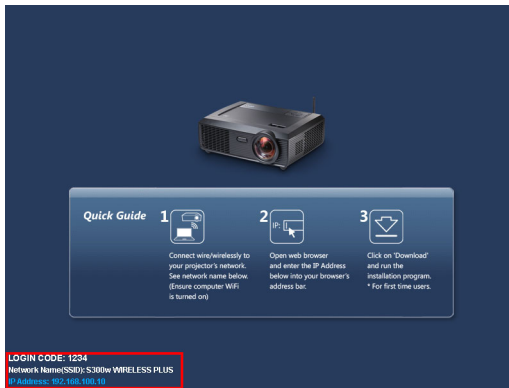 Quick Guide
1
Connect wire/wirelessly to
your projector's network.
See network name below.
(Ensure computer WiFi
is turned on)
2
IP:
Open web browser
and enter the IP Address
below into your browser's
address bar.
3
Click on 'Download'
and run the
installation program.
* For first time users.
LOGIN CODE: 1234
Network Name(SSID): S300w WIRELESS PLUS
IP Address: 192.168.100.10